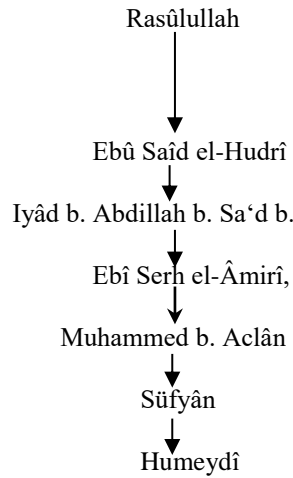 Rasûlullah
Ebû Saîd el-Hudrî
Iyâd b. Abdillah b. Sa‘d b.
Ebî Serh el-Âmirî,
Muhammed b. Aclân
Süfyân
Humeydî